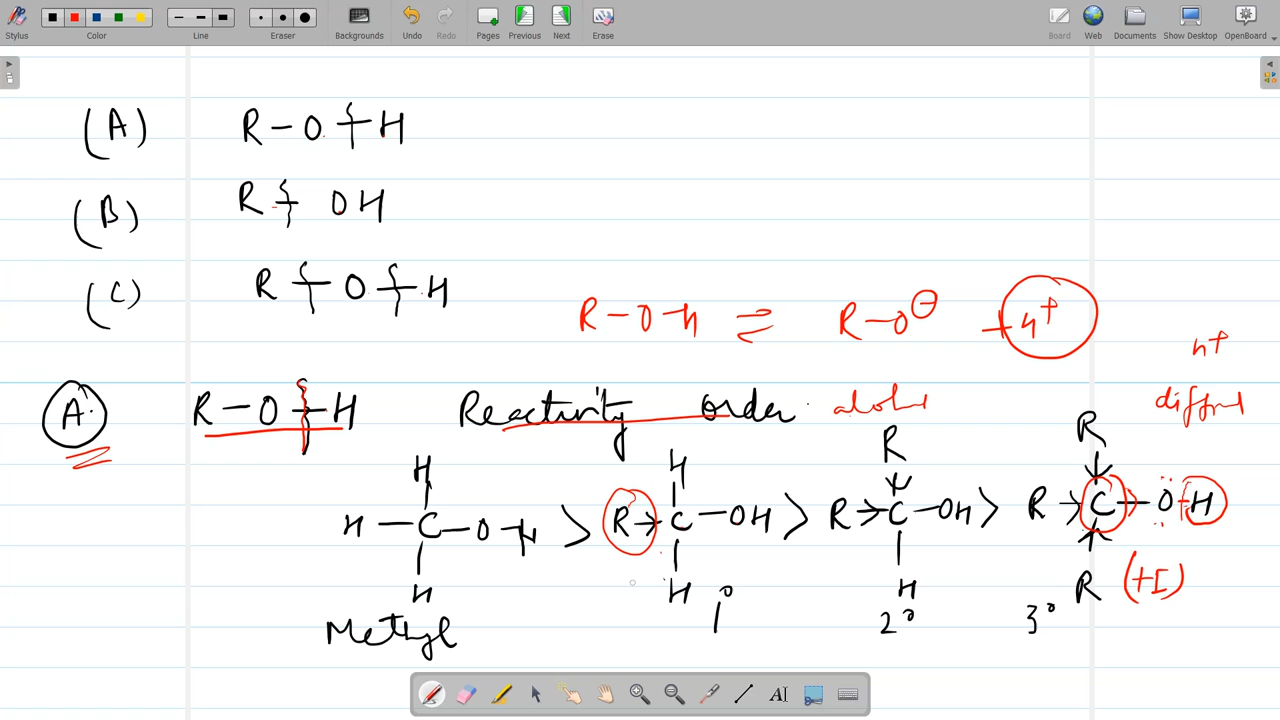 Stylus Color Line Eraser Backgrounds Undo Redo Pages Previous Next Erase Board Web Documents Show Desktop OpenBoard
(A) R-O-H
(B) R-OH
(C) R-O-H
R-O-H ⇌ R-O⊖ + H+
H+
A. R-O-H Reactivity order.
H H R R
H-C-O-H > R→C-OH > R→C-OH > R→C-O-H
H H H R (+I)
Methyl 1° 2° 3°